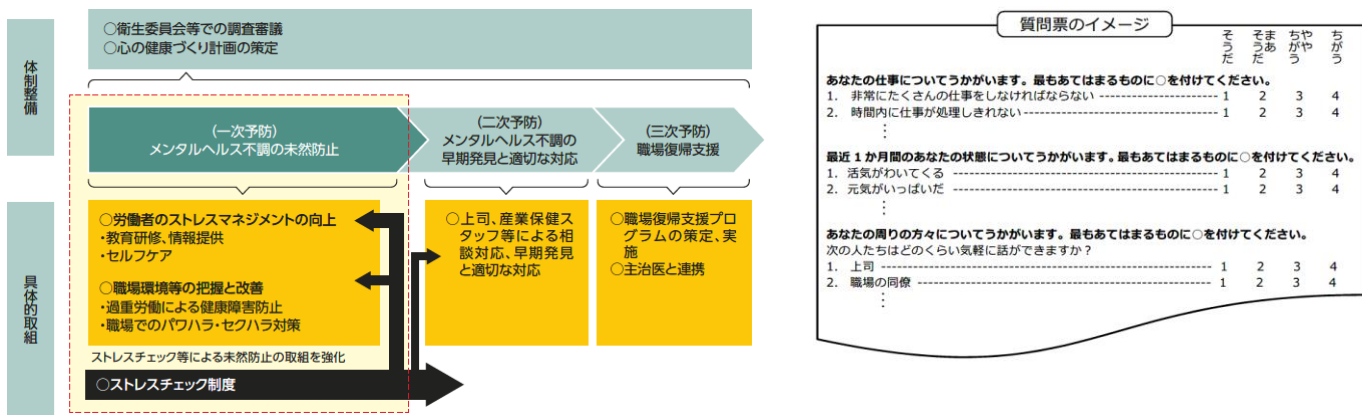 体制整備
○衛生委員会等での調査審議
○心の健康づくり計画の策定
(一次予防)
メンタルヘルス不調の未然防止
(二次予防)
メンタルヘルス不調の
早期発見と適切な対応
(三次予防)
職場復帰支援
具体的取組
○労働者のストレスマネジメントの向上
・教育研修、情報提供
・セルフケア
○職場環境等の把握と改善
・過重労働による健康障害防止
・職場でのパワハラ・セクハラ対策
○上司、産業保健ス
タッフ等による相
談対応、早期発見
と適切な対応
○職場復帰支援プロ
グラムの策定、実
施
○主治医と連携
ストレスチェック等による未然防止の取組を強化
○ストレスチェック制度
質問票のイメージ
そうだ
まあ
そうだ
やや
ちがう
ちがう
あなたの仕事についてうかがいます。最もあてはまるものに○を付けてください。
1. 非常にたくさんの仕事をしなければならない ---------------------- 1 2 3 4
2. 時間内に仕事が処理しきれない ---------------------- 1 2 3 4
⋮
最近1か月間のあなたの状態についてうかがいます。最もあてはまるものに○を付けてください。
1. 活気がわいてくる ---------------------- 1 2 3 4
2. 元気がいっぱいだ ---------------------- 1 2 3 4
⋮
あなたの周りの方々についてうかがいます。最もあてはまるものに○を付けてください。
次の人たちはどのくらい気軽に話ができますか？
1. 上司 ---------------------- 1 2 3 4
2. 職場の同僚 ---------------------- 1 2 3 4
⋮